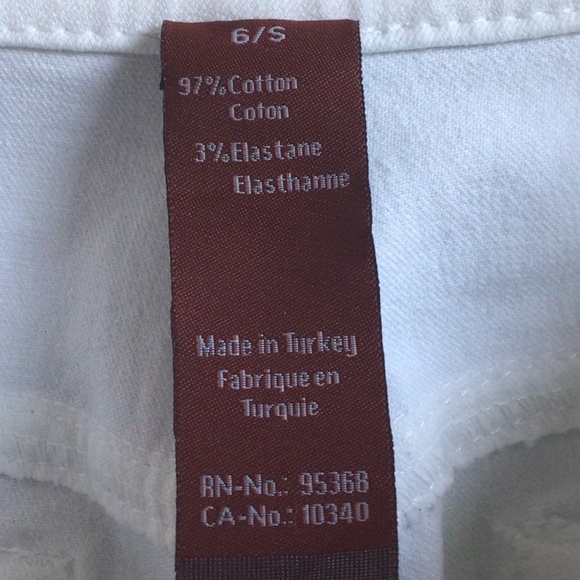 6/S
97%Cotton
Coton
3%Elastane
Elasthanne
Made in Turkey
Fabrique en
Turquie
RN-No.: 95368
CA-No.: 10340